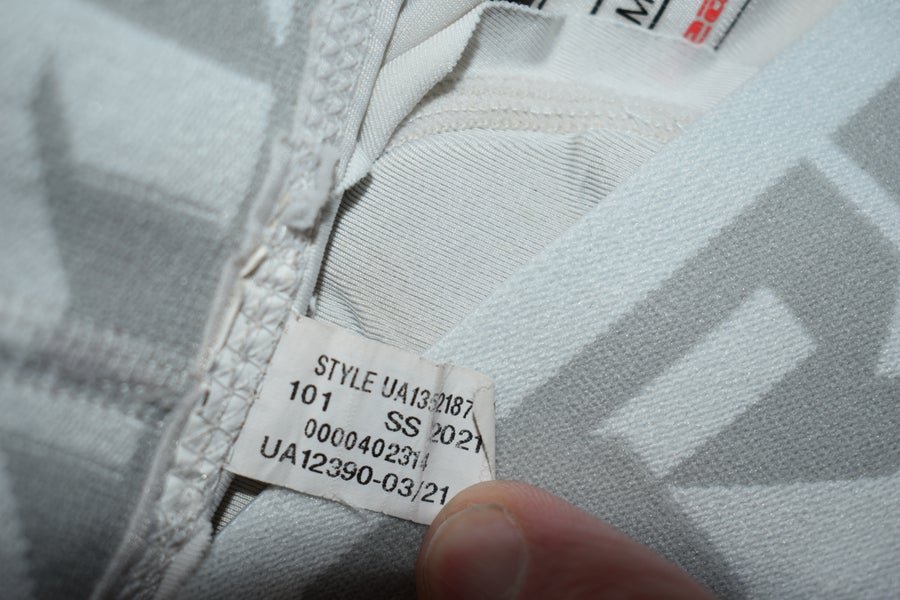 M
STYLE UA1352187
101 SS 2021
0000402314
UA12390-03/21